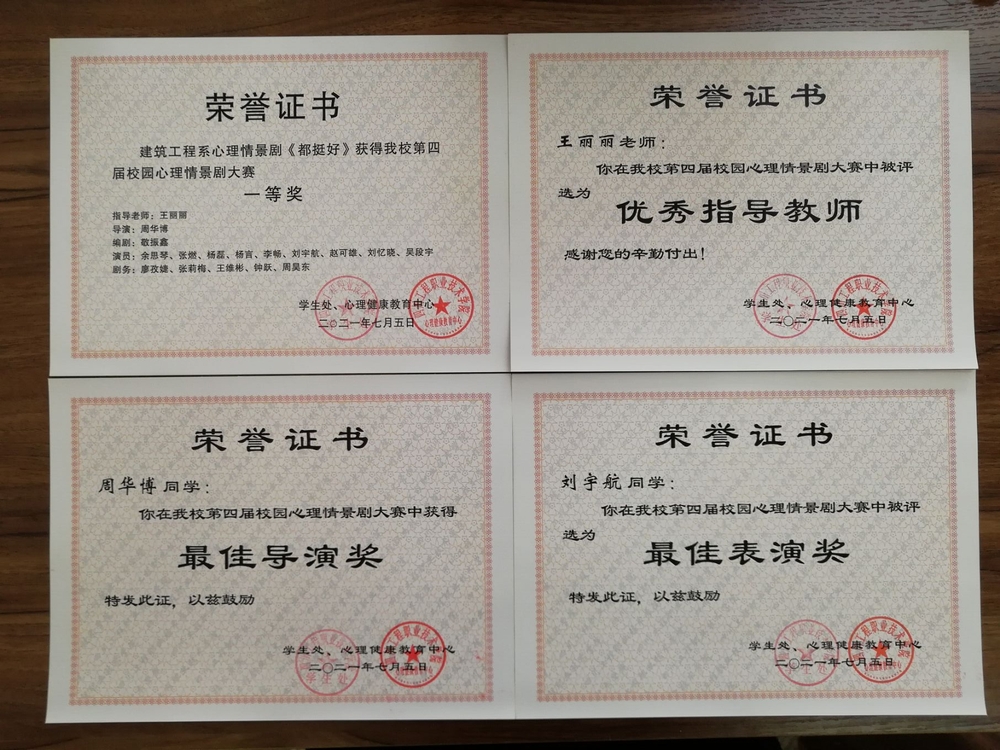 荣誉证书
建筑工程系心理情景剧《都挺好》获得我校第四
届校园心理情景剧大赛
一等奖
指导老师：王丽丽
导演：周华博
编剧：敬振鑫
演员：余思琴、张燃、杨磊、杨言、李畅、刘宇航、赵可雄、刘忆晓、吴段宇
剧务：廖孜婕、张莉梅、王维彬、钟跃、周昊东
学生处、心理健康教育中心
二〇二一年七月五日
荣誉证书
王丽丽老师：
你在我校第四届校园心理情景剧大赛中被评
选为
优秀指导教师
感谢您的辛勤付出！
学生处、心理健康教育中心
二〇二一年七月五日
荣誉证书
周华博同学：
你在我校第四届校园心理情景剧大赛中获得
最佳导演奖
特发此证，以兹鼓励
学生处、心理健康教育中心
二〇二一年七月五日
荣誉证书
刘宇航同学：
你在我校第四届校园心理情景剧大赛中被评
选为
最佳表演奖
特发此证，以兹鼓励
学生处、心理健康教育中心
二〇二一年七月五日